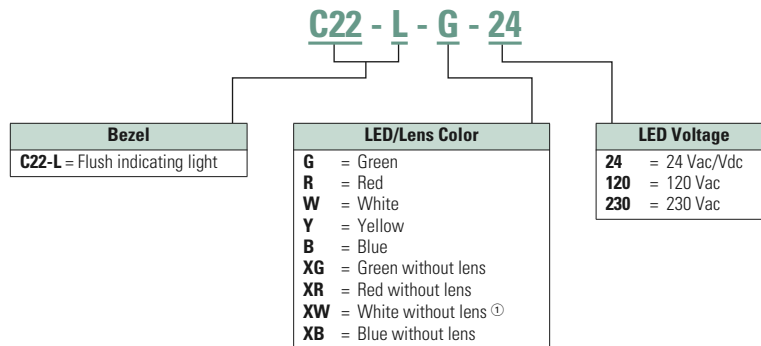 C22 - L - G - 24
Bezel
C22-L = Flush indicating light
LED/Lens Color
G = Green
R = Red
W = White
Y = Yellow
B = Blue
XG = Green without lens
XR = Red without lens
XW = White without lens ①
XB = Blue without lens
LED Voltage
24 = 24 Vac/Vdc
120 = 120 Vac
230 = 230 Vac